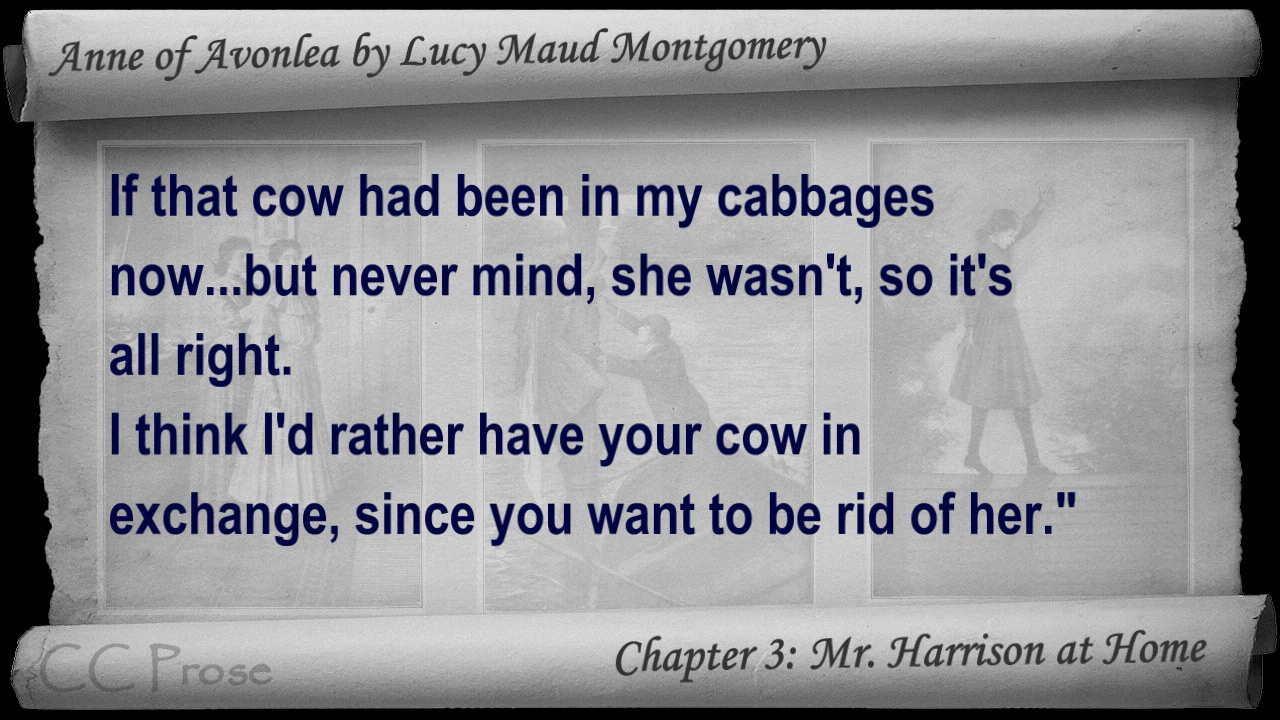 Anne of Avonlea by Lucy Maud Montgomery
If that cow had been in my cabbages
now...but never mind, she wasn't, so it's
all right.
I think I'd rather have your cow in
exchange, since you want to be rid of her."
CC Prose
Chapter 3: Mr. Harrison at Home